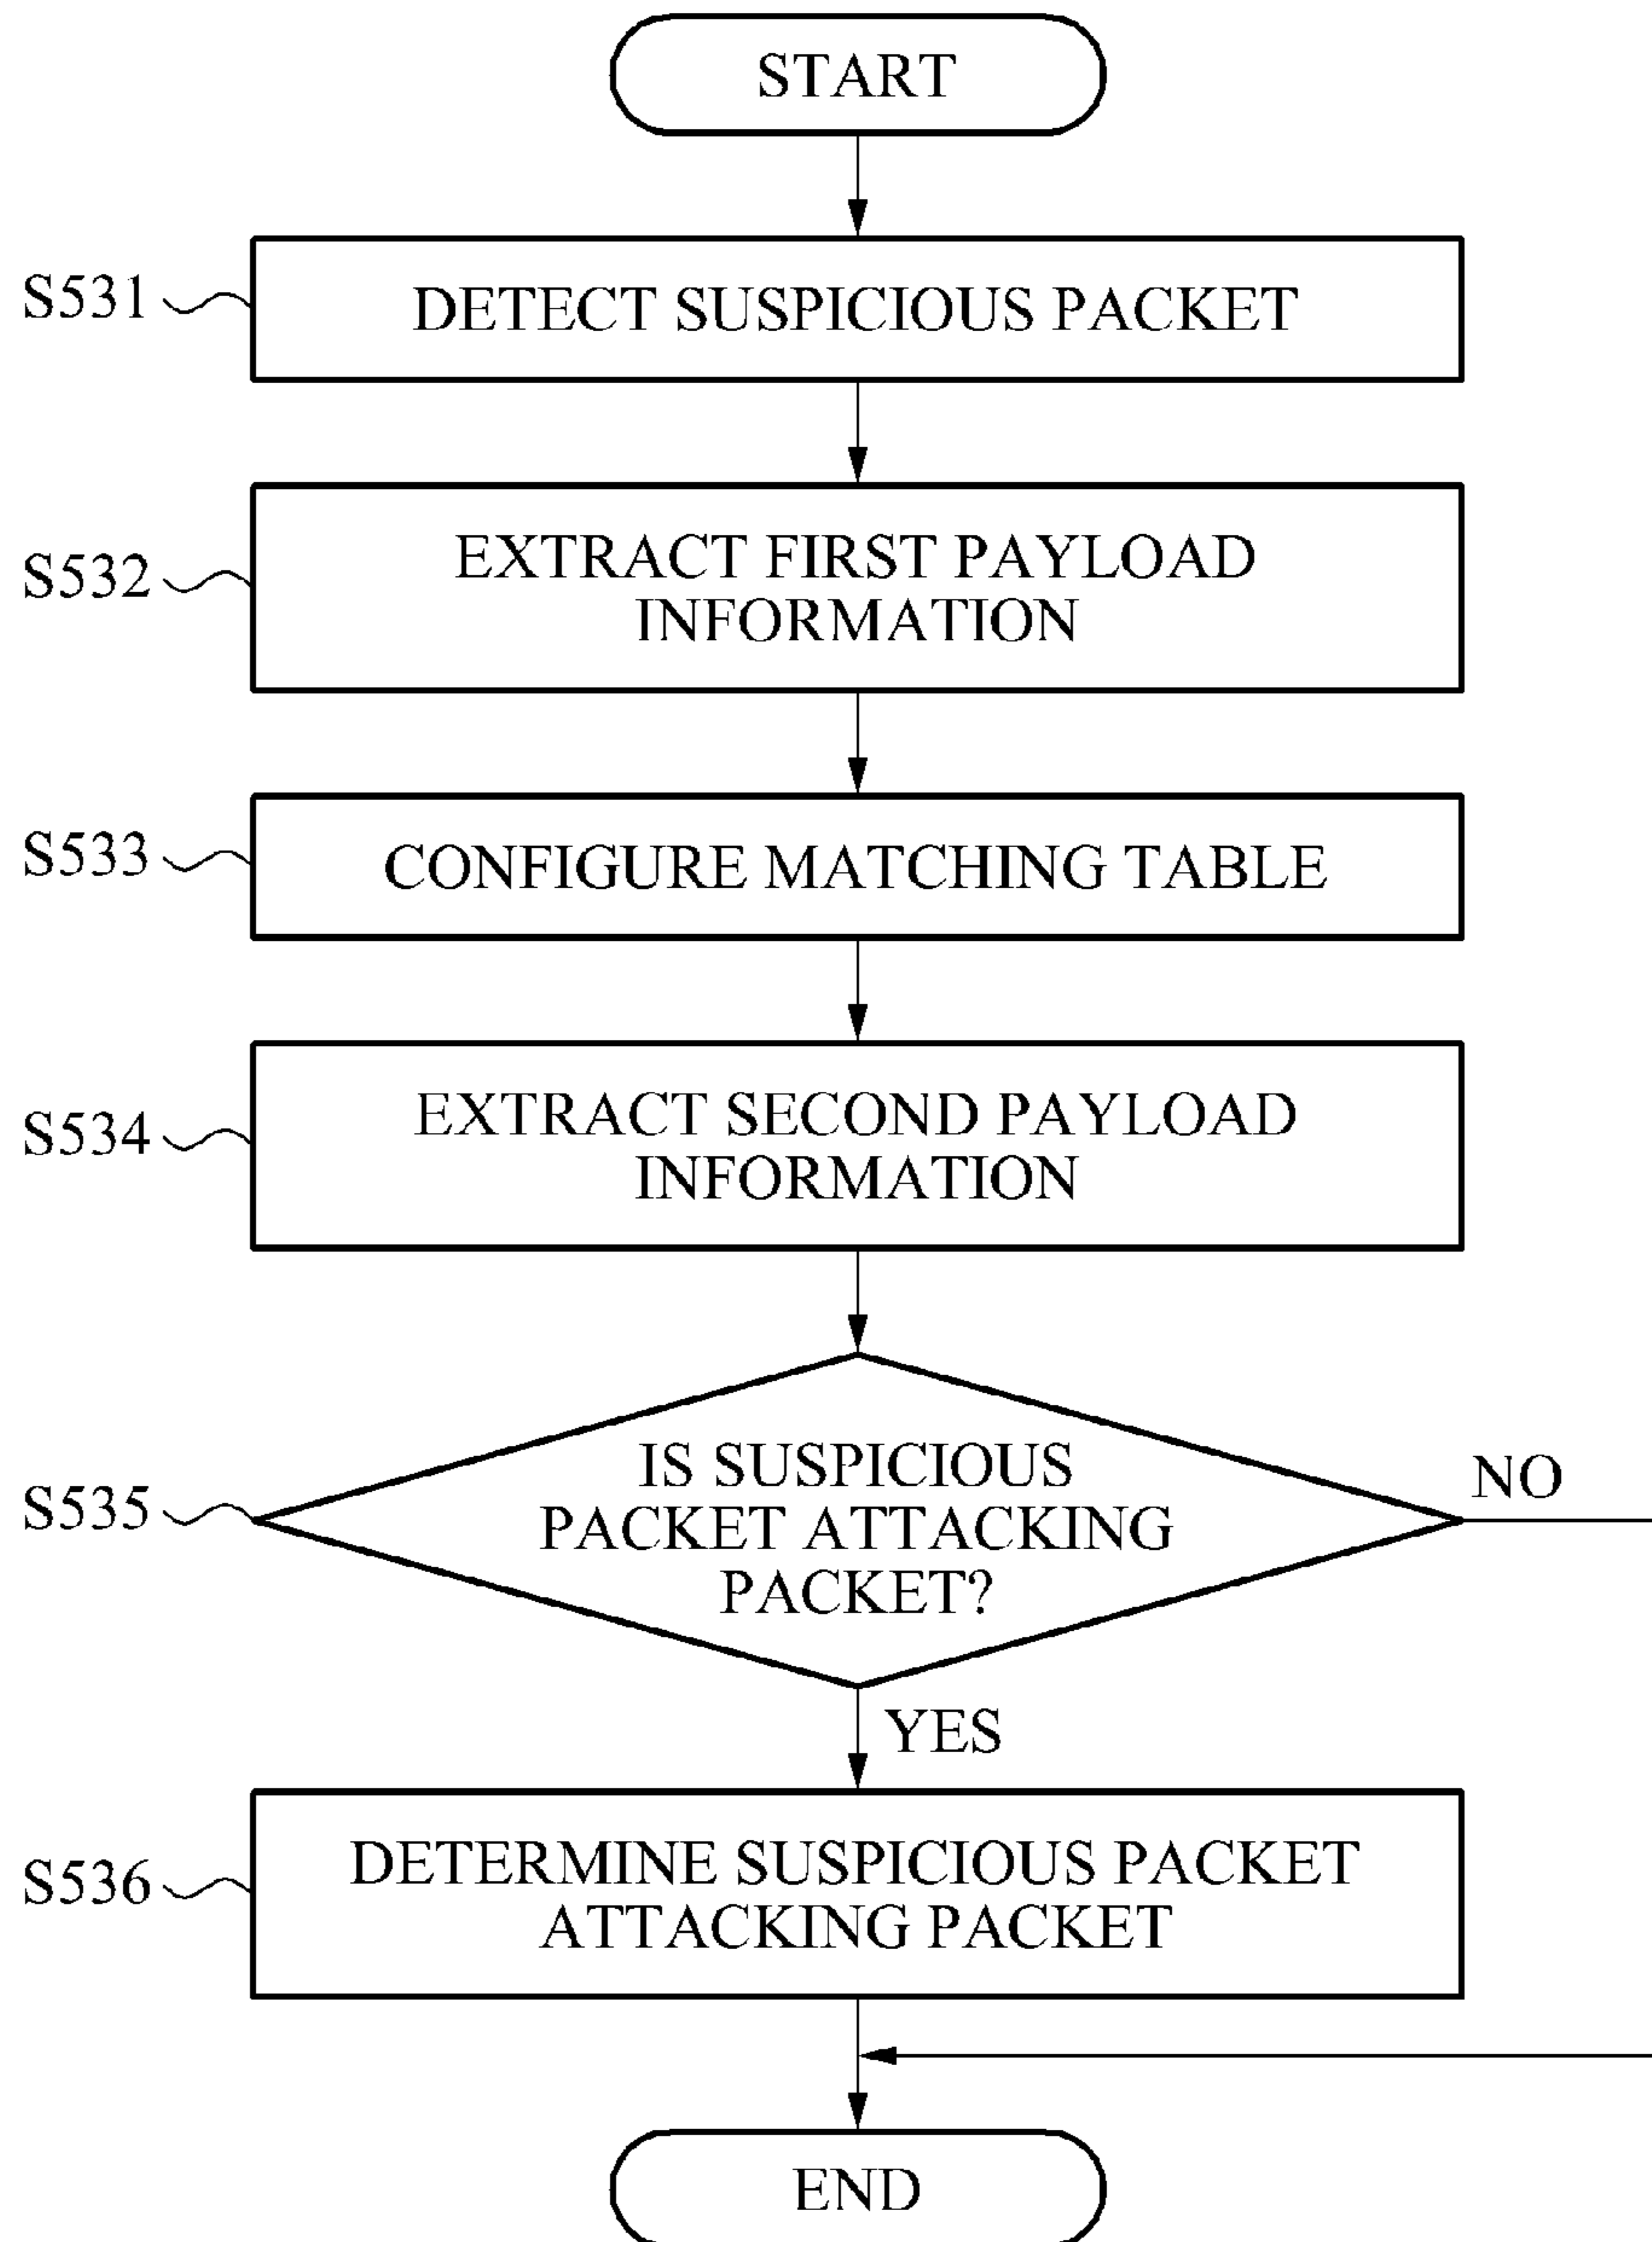 START
S531
DETECT SUSPICIOUS PACKET
S532
EXTRACT FIRST PAYLOAD
INFORMATION
S533
CONFIGURE MATCHING TABLE
S534
EXTRACT SECOND PAYLOAD
INFORMATION
S535
IS SUSPICIOUS
PACKET ATTACKING
PACKET?
NO
YES
S536
DETERMINE SUSPICIOUS PACKET
ATTACKING PACKET
END